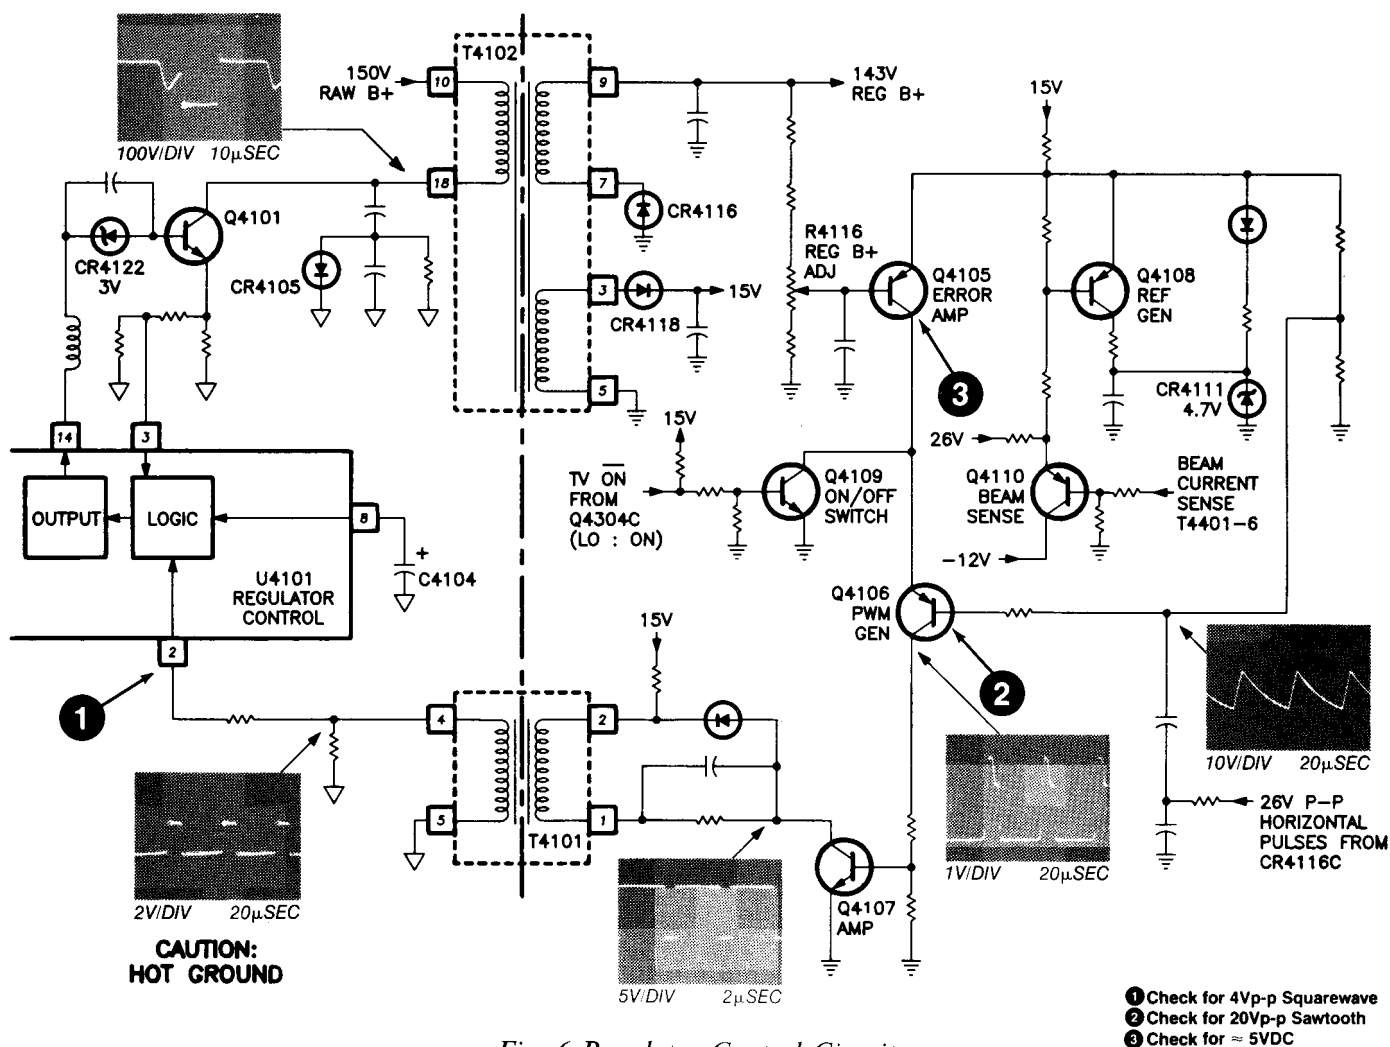 T4102
150V
RAW B+
10
9
143V
REG B+
15V
100V/DIV 10µSEC
18
7
CR4116
Q4101
CR4122
3V
CR4105
R4116
REG B+
ADJ
Q4105
ERROR
AMP
Q4108
REF
GEN
3
15V
CR4118
5
3
CR4111
4.7V
15V
26V
14
3
OUTPUT
LOGIC
8
+
C4104
U4101
REGULATOR
CONTROL
2
TV ON
FROM
Q4304C
(LO : ON)
Q4109
ON/OFF
SWITCH
Q4110
BEAM
SENSE
BEAM
CURRENT
SENSE
T4401-6
-12V
Q4106
PWM
GEN
15V
1
2
4
2
5
1
T4101
10V/DIV 20µSEC
26V P-P
HORIZONTAL
PULSES FROM
CR4116C
1V/DIV 20µSEC
2V/DIV 20µSEC
Q4107
AMP
5V/DIV 2µSEC
CAUTION:
HOT GROUND
1 Check for 4Vp-p Squarewave
2 Check for 20Vp-p Sawtooth
3 Check for ≈ 5VDC